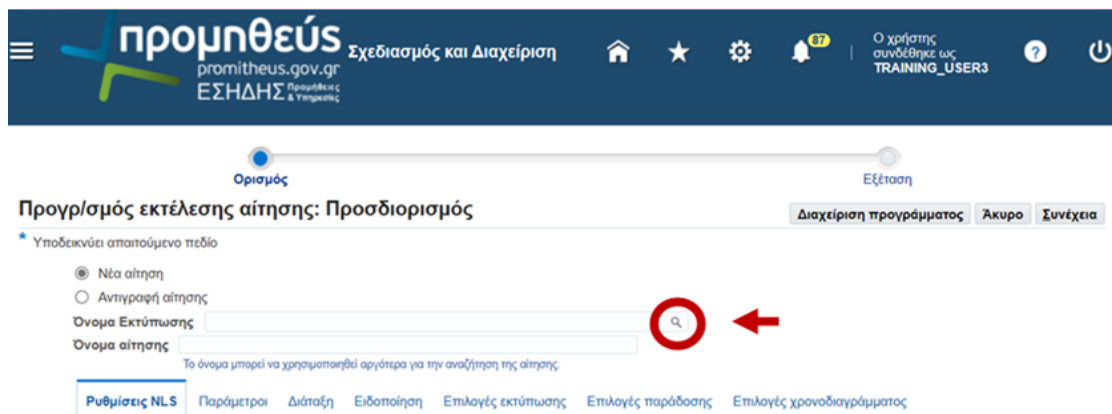 προμηθεύs
promitheus.gov.gr
ΕΣΗΔΗΣ Προμήθειες & Υπηρεσίες
Σχεδιασμός και Διαχείριση
87
Ο χρήστης
συνδέθηκε ως
TRAINING_USER3
?
Ορισμός
Εξέταση
Προγρ/σμός εκτέλεσης αίτησης: Προσδιορισμός
Διαχείριση προγράμματος Άκυρο Συνέχεια
* Υποδεικνύει απαιτούμενο πεδίο
Νέα αίτηση
Αντιγραφή αίτησης
Όνομα Εκτύπωσης
Όνομα αίτησης
Το όνομα μπορεί να χρησιμοποιηθεί αργότερα για την αναζήτηση της αίτησης.
Ρυθμίσεις NLS Παράμετροι Διάταξη Ειδοποίηση Επιλογές εκτύπωσης Επιλογές παράδοσης Επιλογές χρονοδιαγράμματος